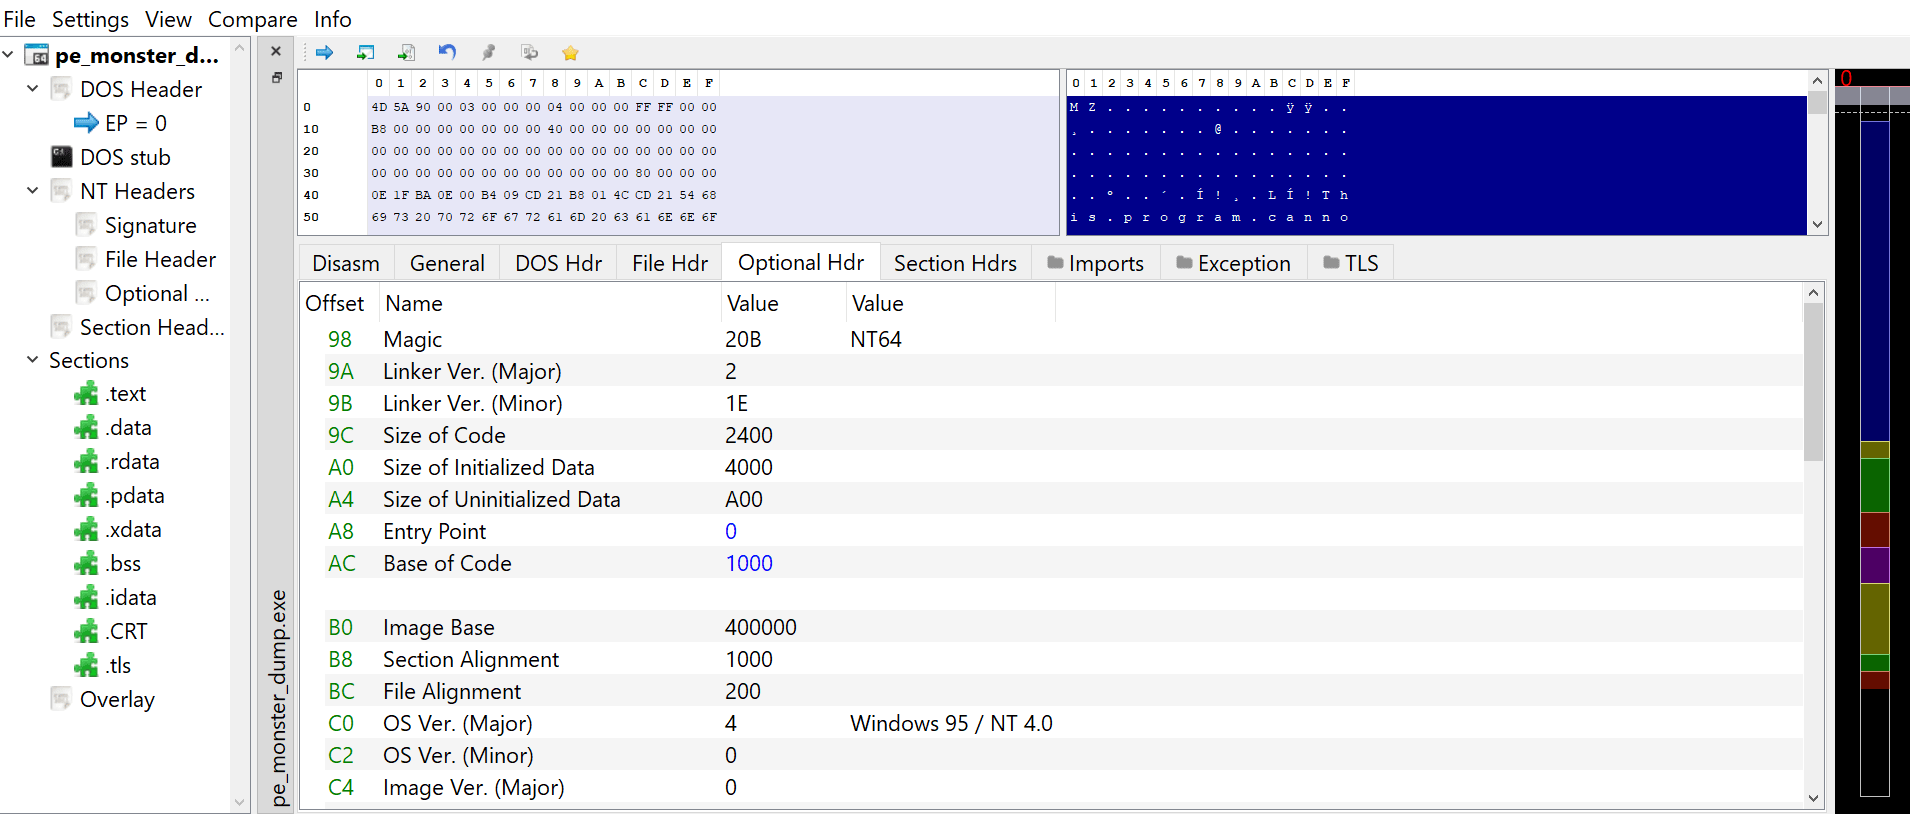 File Settings View Compare Info
pe_monster_d...
DOS Header
EP = 0
DOS stub
NT Headers
Signature
File Header
Optional ...
Section Head...
Sections
.text
.data
.rdata
.pdata
.xdata
.bss
.idata
.CRT
.tls
Overlay
pe_monster_dump.exe
0 1 2 3 4 5 6 7 8 9 A B C D E F
0 4D 5A 90 00 03 00 00 00 04 00 00 00 FF FF 00 00
10 B8 00 00 00 00 00 00 00 40 00 00 00 00 00 00 00
20 00 00 00 00 00 00 00 00 00 00 00 00 00 00 00 00
30 00 00 00 00 00 00 00 00 00 00 00 00 80 00 00 00
40 0E 1F BA 0E 00 B4 09 CD 21 B8 01 4C CD 21 54 68
50 69 73 20 70 72 6F 67 72 61 6D 20 63 61 6E 6E 6F
0 1 2 3 4 5 6 7 8 9 A B C D E F
M Z . . . . . . . . . . ÿ ÿ . .
¸ . . . . . . . @ . . . . . . .
. . . . . . . . . . . . . . . .
. . . . . . . . . . . . . . . .
. . º . . ´ . Í ! ¸ . L Í ! T h
i s . p r o g r a m . c a n n o
0
Disasm General DOS Hdr File Hdr Optional Hdr Section Hdrs Imports Exception TLS
Offset Name Value Value
98 Magic 20B NT64
9A Linker Ver. (Major) 2
9B Linker Ver. (Minor) 1E
9C Size of Code 2400
A0 Size of Initialized Data 4000
A4 Size of Uninitialized Data A00
A8 Entry Point 0
AC Base of Code 1000
B0 Image Base 400000
B8 Section Alignment 1000
BC File Alignment 200
C0 OS Ver. (Major) 4 Windows 95 / NT 4.0
C2 OS Ver. (Minor) 0
C4 Image Ver. (Major) 0